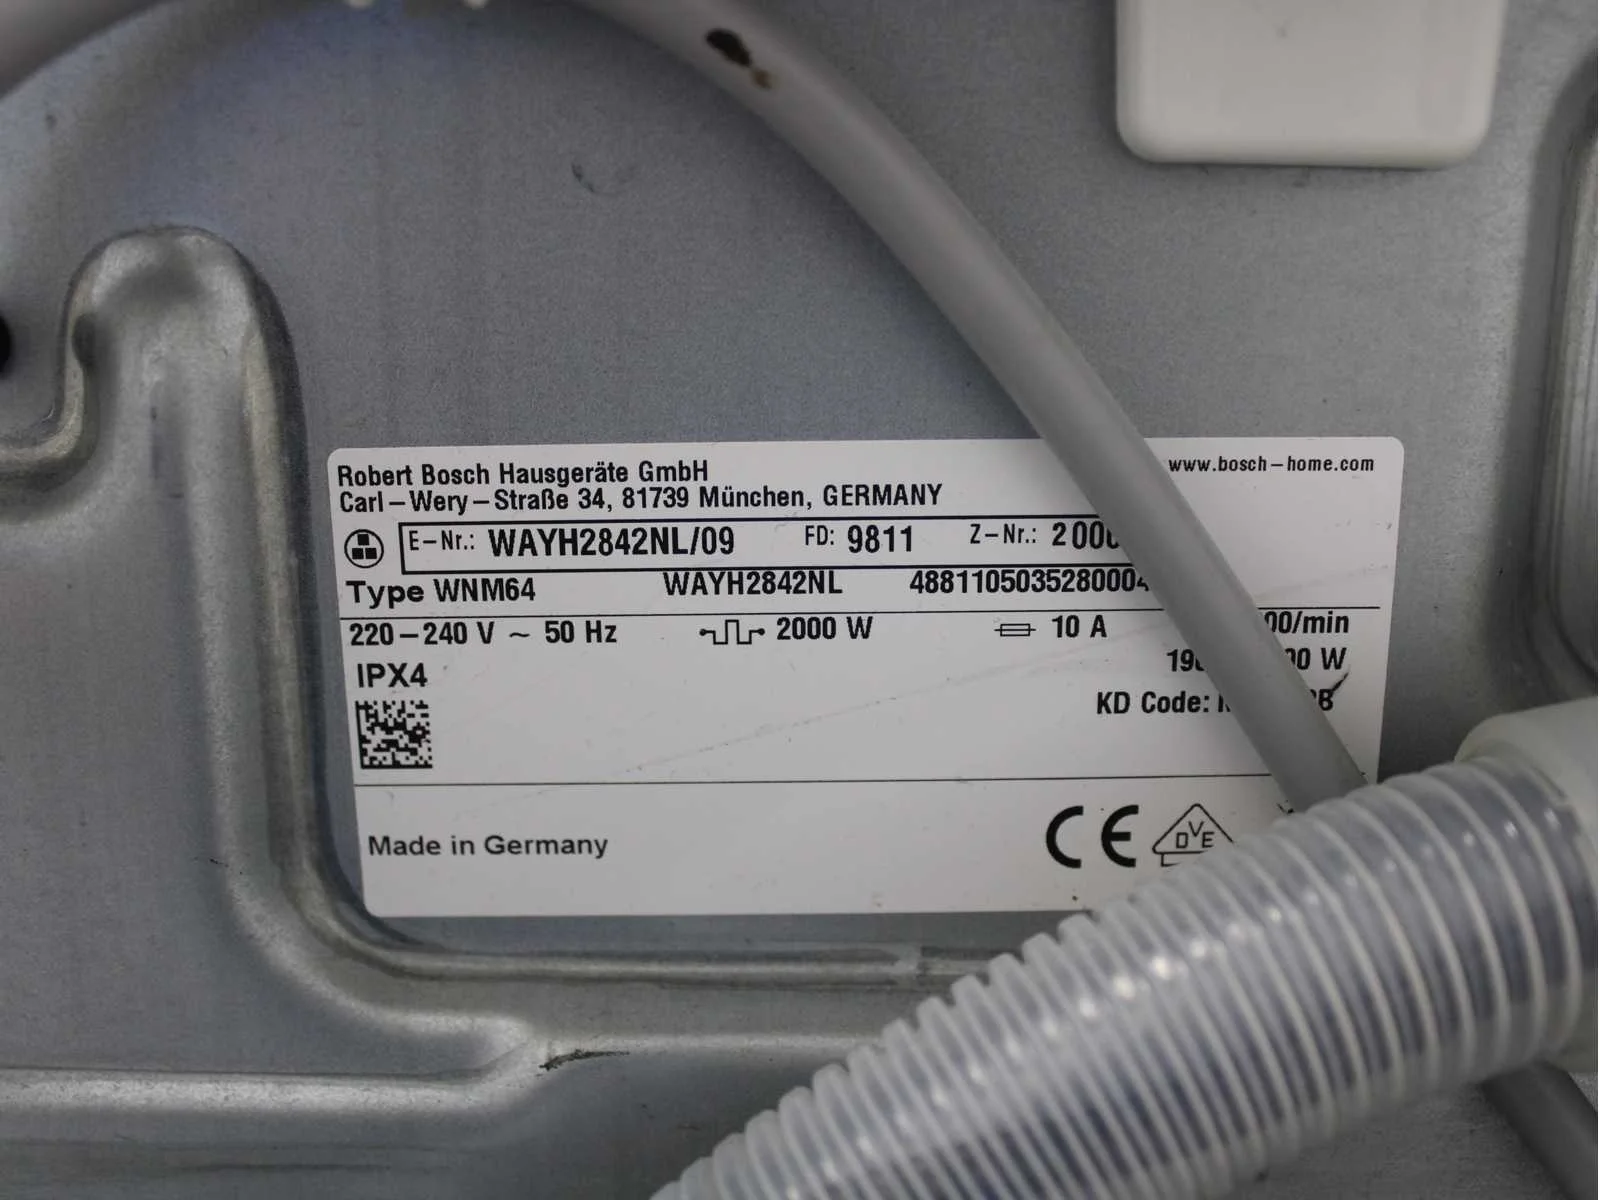 Robert Bosch Hausgeräte GmbH www.bosch-home.com
Carl-Wery-Straße 34, 81739 München, GERMANY
E-Nr.: WAYH2842NL/09 FD: 9811 Z-Nr.:
Type WNM64 WAYH2842NL
220-240 V ~ 50 Hz 2000 W 10 A
IPX4
KD Code:
Made in Germany CE DVE